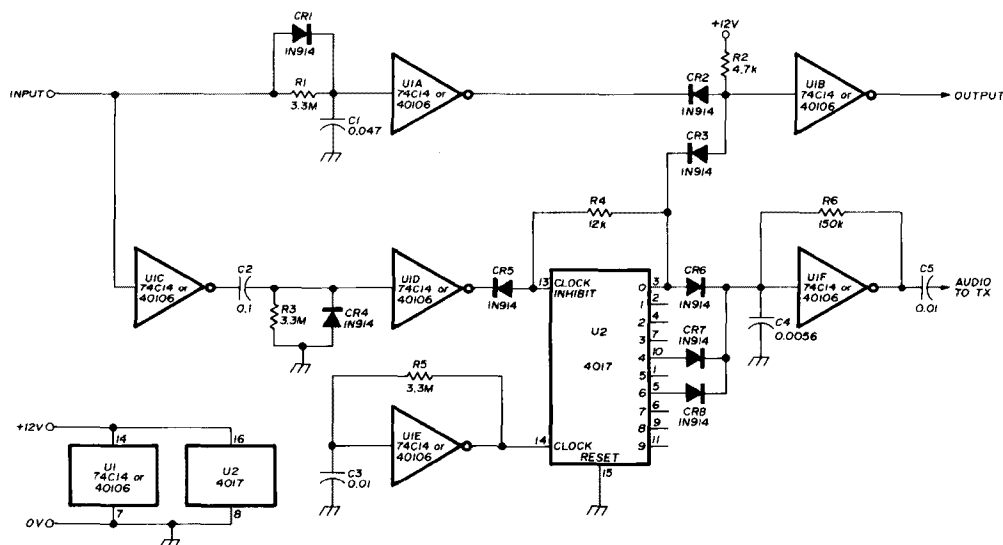 CR1
1N914
R1
3.3M
C1
0.047
INPUT
U1A
74C14 or
40106
+12V
R2
4.7k
CR2
1N914
CR3
1N914
U1B
74C14 or
40106
OUTPUT
R4
12k
R6
150k
U1C
74C14 or
40106
C2
0.1
R3
3.3M
CR4
1N914
U1D
74C14 or
40106
CR5
1N914
13
CLOCK
INHIBIT
U2
4017
14
CLOCK
RESET
15
0 3
1 2
2 4
3 7
4 10
5 1
6 5
7 6
8 9
9 11
CR6
1N914
CR7
1N914
CR8
1N914
C4
0.0056
U1F
74C14 or
40106
C5
0.01
AUDIO
TO TX
R5
3.3M
U1E
74C14 or
40106
C3
0.01
+12V
14
U1
74C14 or
40106
7
16
U2
4017
8
0V